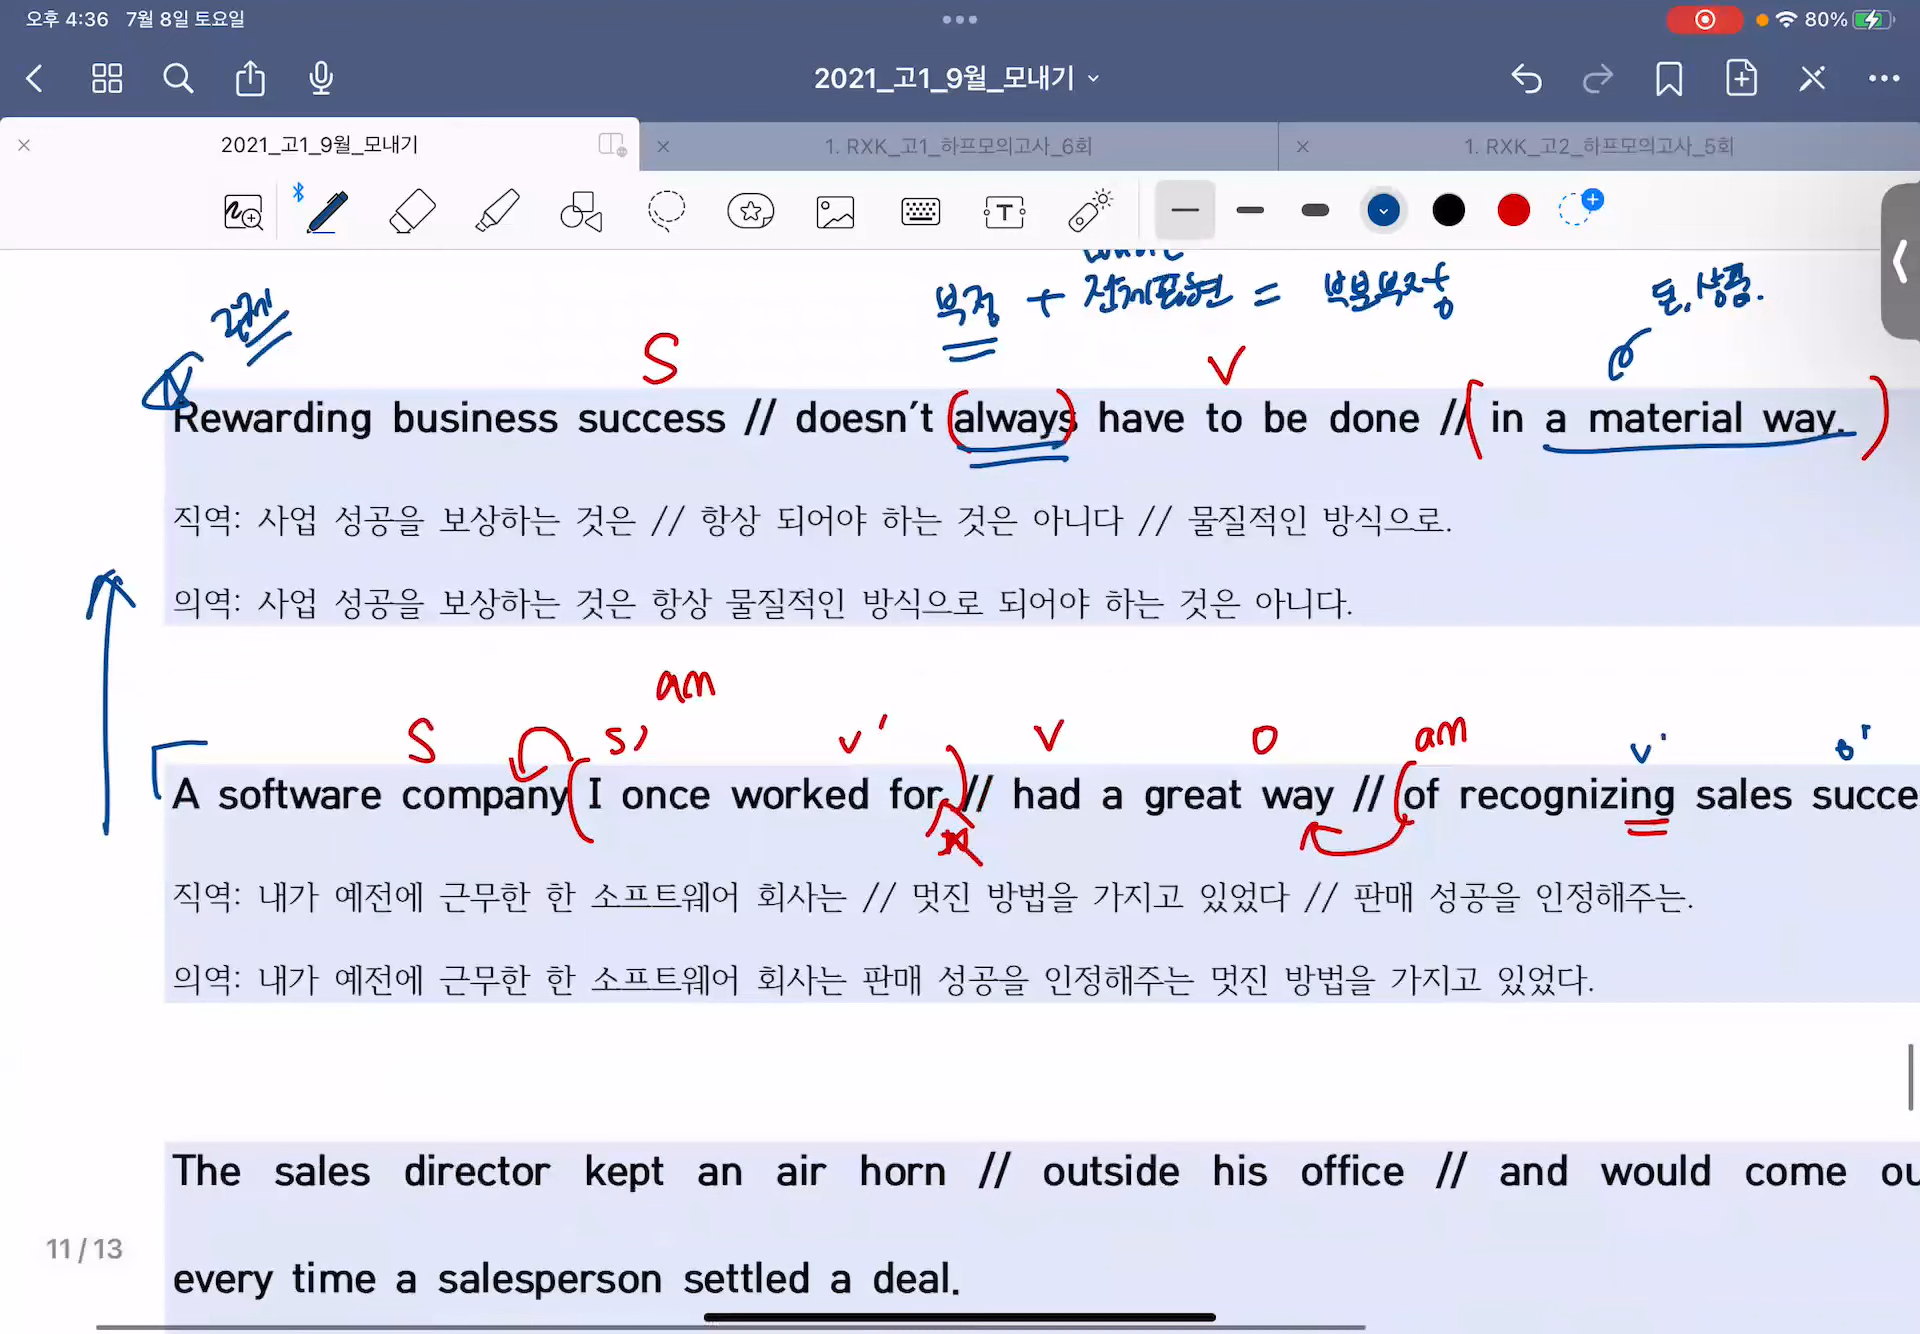 오후 4:36 7월 8일 토요일 80%
2021_고1_9월_모내기
2021_고1_9월_모내기 1. RXK_고1_하프모의고사_6회 1. RXK_고2_하프모의고사_5회
부정 + 전체표현 = 부분부정 돈, 상품.
S V
Rewarding business success // doesn't (always) have to be done // (in a material way.)
직역: 사업 성공을 보상하는 것은 // 항상 되어야 하는 것은 아니다 // 물질적인 방식으로.
의역: 사업 성공을 보상하는 것은 항상 물질적인 방식으로 되어야 하는 것은 아니다.
am
S s' v' V O am v' o'
A software company (I once worked for) // had a great way // (of recognizing sales succe
직역: 내가 예전에 근무한 한 소프트웨어 회사는 // 멋진 방법을 가지고 있었다 // 판매 성공을 인정해주는.
의역: 내가 예전에 근무한 한 소프트웨어 회사는 판매 성공을 인정해주는 멋진 방법을 가지고 있었다.
The sales director kept an air horn // outside his office // and would come ou
11/13
every time a salesperson settled a deal.